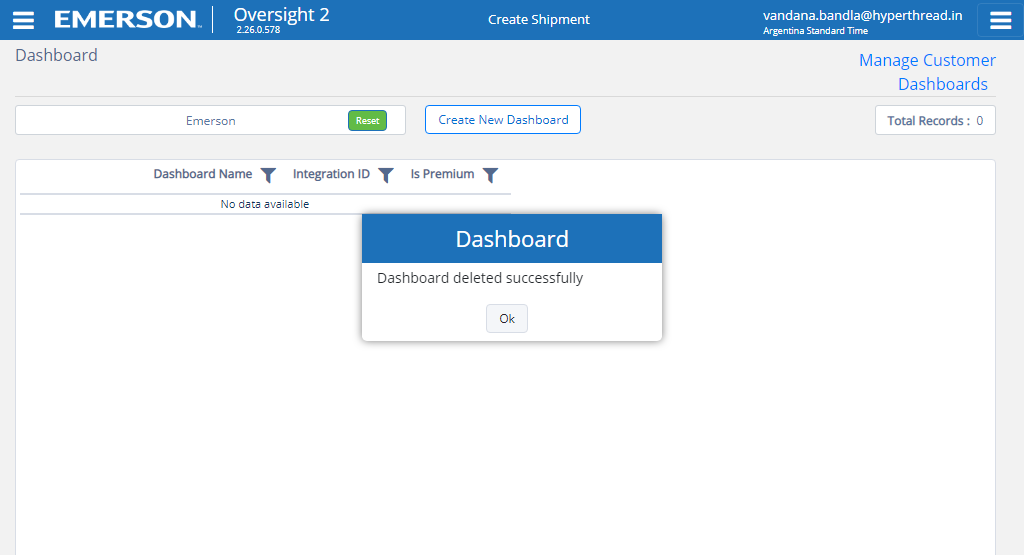 EMERSON
Oversight 2
2.26.0.578
Create Shipment
vandana.bandla@hyperthread.in
Argentina Standard Time
Dashboard
Manage Customer
Dashboards
Emerson
Reset
Create New Dashboard
Total Records : 0
Dashboard Name Integration ID Is Premium
No data available
Dashboard
Dashboard deleted successfully
Ok